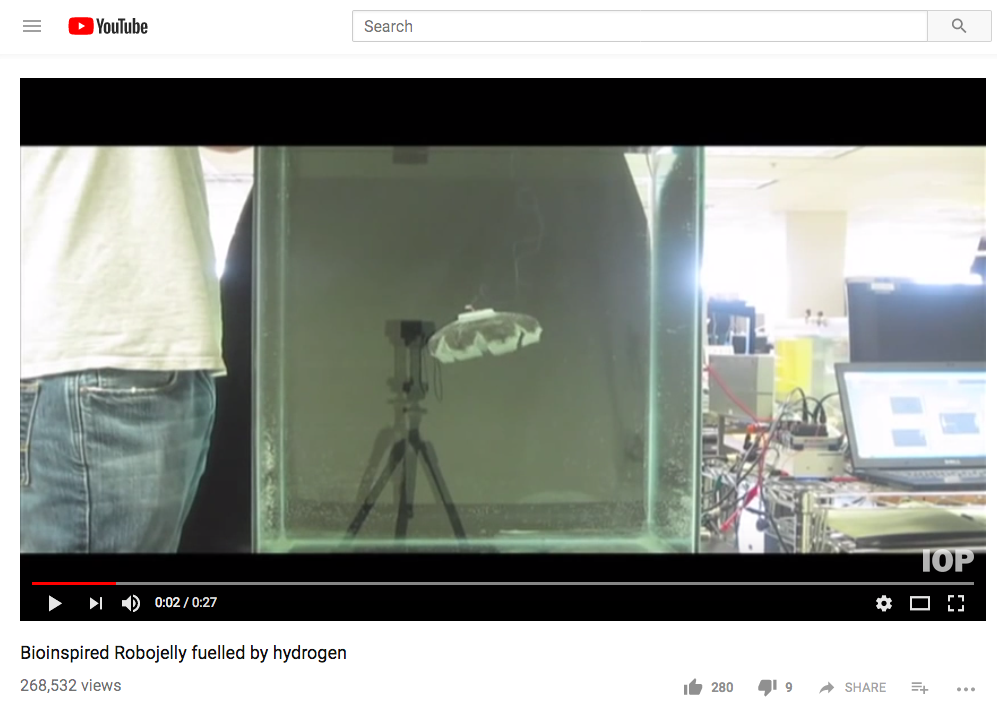 YouTube
Search
IOP
0:02 / 0:27
Bioinspired Robojelly fuelled by hydrogen
268,532 views
280
9
SHARE